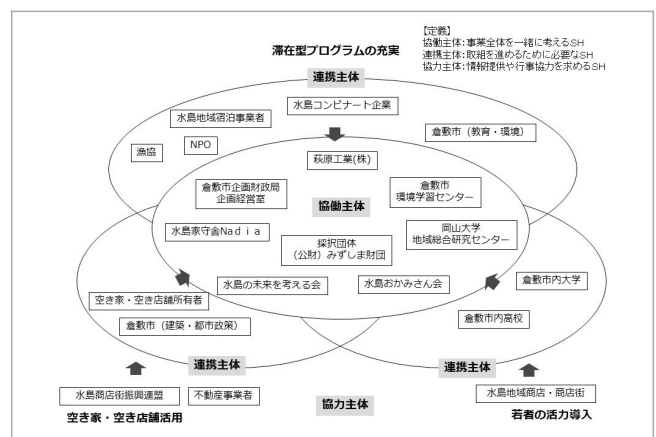 【定義】
協働主体:事業全体を一緒に考えるSH
連携主体:取組を進めるために必要なSH
協力主体:情報提供や行事協力を求めるSH
滞在型プログラムの充実
連携主体
水島コンビナート企業
水島地域宿泊事業者
倉敷市（教育・環境）
漁協
NPO
萩原工業(株)
倉敷市企画財政局
企画経営室
倉敷市
環境学習センター
協働主体
水島家守舎Nadia
岡山大学
地域総合研究センター
採択団体
（公財）みずしま財団
水島の未来を考える会
水島おかみさん会
倉敷市内大学
空き家・空き店舗所有者
倉敷市（建築・都市政策）
倉敷市内高校
連携主体
連携主体
水島商店街振興連盟
不動産事業者
協力主体
水島地域商店・商店街
空き家・空き店舗活用
若者の活力導入